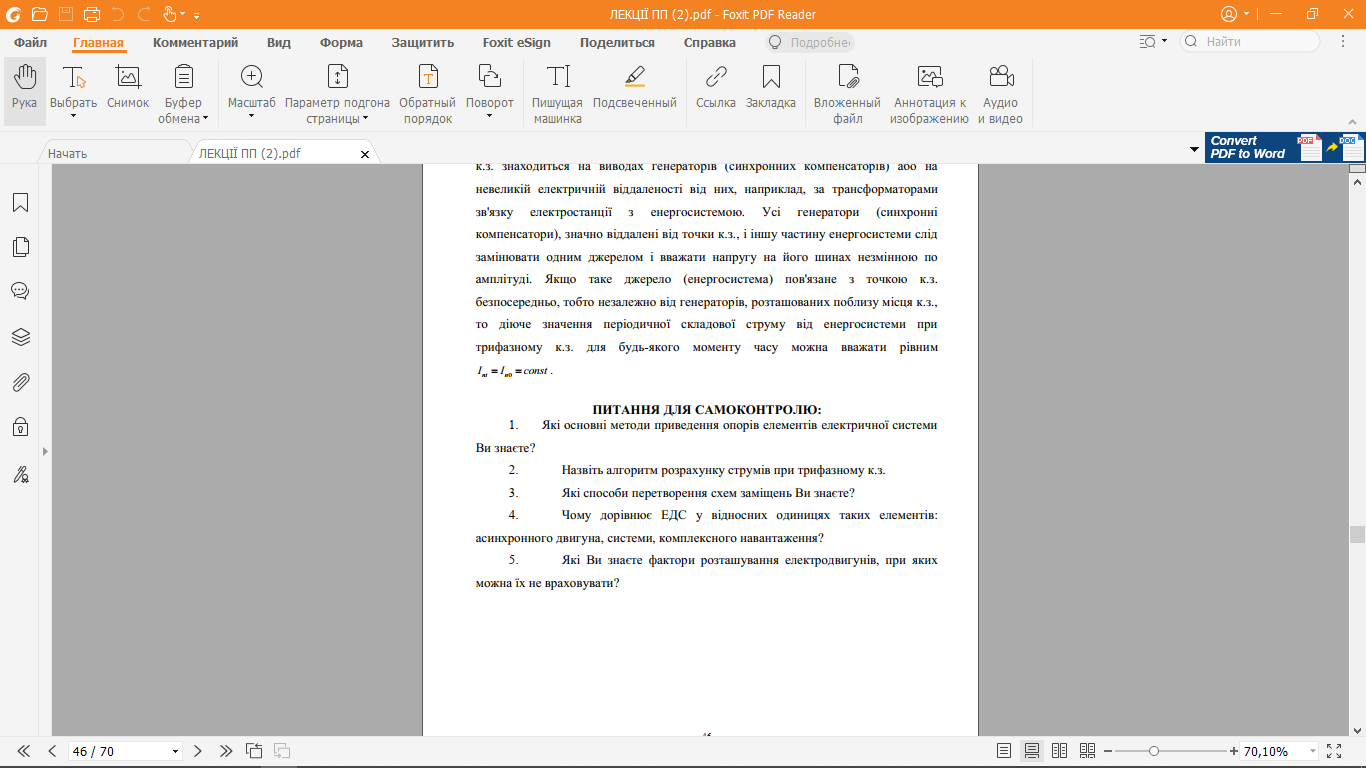 ЛЕКЦІЇ ПП (2).pdf - Foxit PDF Reader
Файл Главная Комментарий Вид Форма Защитить Foxit eSign Поделиться Справка Подробнее Найти
Рука Выбрать Снимок Буфер обмена Масштаб Параметр подгона страницы Обратный порядок Поворот Пишущая машинка Подсвеченный Ссылка Закладка Вложенный файл Аннотация к изображению Аудио и видео
Начать ЛЕКЦІЇ ПП (2).pdf
Convert
PDF to Word
PDF DOC
к.з. знаходиться на виводах генераторів (синхронних компенсаторів) або на
невеликій електричній віддаленості від них, наприклад, за трансформаторами
зв'язку електростанції з енергосистемою. Усі генератори (синхронні
компенсатори), значно віддалені від точки к.з., і іншу частину енергосистеми слід
замінювати одним джерелом і вважати напругу на його шинах незмінною по
амплітуді. Якщо таке джерело (енергосистема) пов'язане з точкою к.з.
безпосередньо, тобто незалежно від генераторів, розташованих поблизу місця к.з.,
то діюче значення періодичної складової струму від енергосистеми при
трифазному к.з. для будь-якого моменту часу можна вважати рівним
Iпt = Iп0 = const .
ПИТАННЯ ДЛЯ САМОКОНТРОЛЮ:
1. Які основні методи приведення опорів елементів електричної системи
Ви знаєте?
2. Назвіть алгоритм розрахунку струмів при трифазному к.з.
3. Які способи перетворення схем заміщень Ви знаєте?
4. Чому дорівнює ЕДС у відносних одиницях таких елементів:
асинхронного двигуна, системи, комплексного навантаження?
5. Які Ви знаєте фактори розташування електродвигунів, при яких
можна їх не враховувати?
46 / 70 70,10%